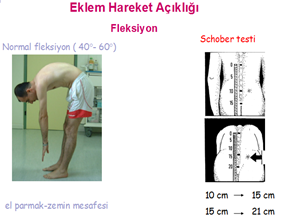 Eklem Hareket Açıklığı
Fleksiyon
Normal fleksiyon ( 40°- 60°)
Schober testi
el parmak-zemin mesafesi
10 cm → 15 cm
15 cm → 21 cm